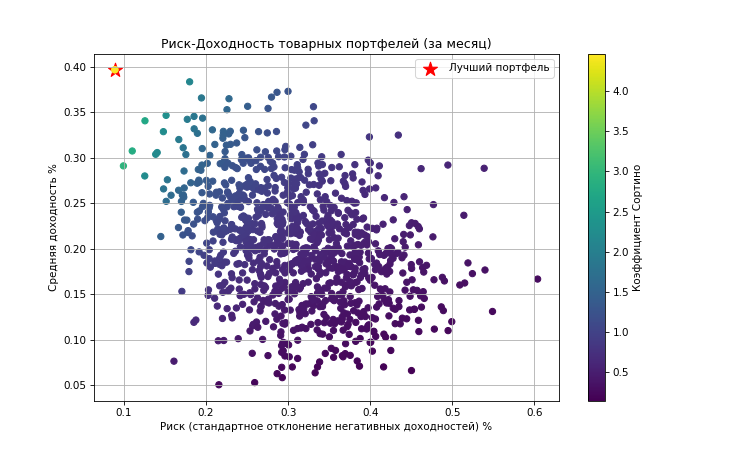 Риск-Доходность товарных портфелей (за месяц)
Лучший портфель
0.40
0.35
0.30
0.25
0.20
0.15
0.10
0.05
Средняя доходность %
0.1 0.2 0.3 0.4 0.5 0.6
Риск (стандартное отклонение негативных доходностей) %
4.0
3.5
3.0
2.5
2.0
1.5
1.0
0.5
Коэффициент Сортино